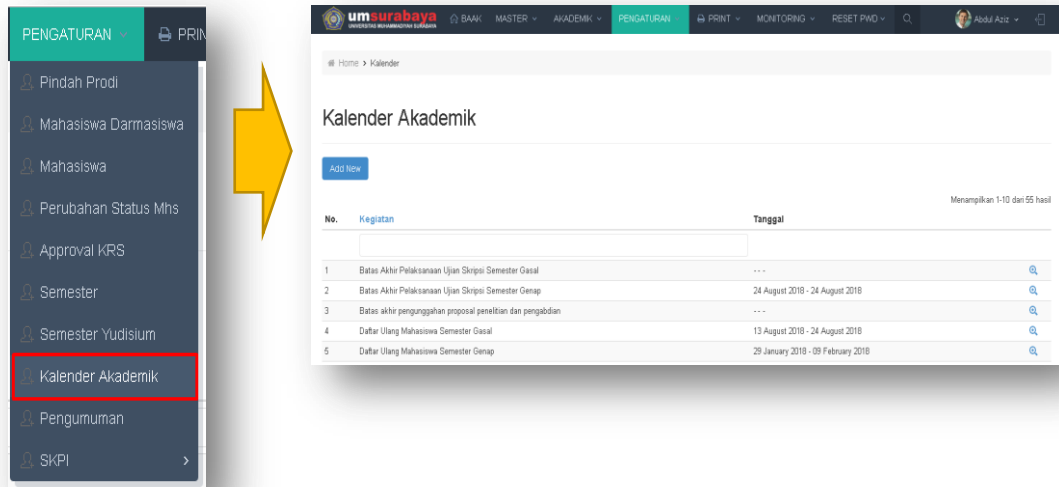 PENGATURAN PRIN
Pindah Prodi
Mahasiswa Darmasiswa
Mahasiswa
Perubahan Status Mhs
Approval KRS
Semester
Semester Yudisium
Kalender Akademik
Pengumuman
SKPI >
umsurabaya BAAK MASTER AKADEMIK PENGATURAN PRINT MONITORING RESET PWD Abdul Aziz
UNIVERSITAS MUHAMMADIYAH SURABAYA
Home > Kalender
Kalender Akademik
Add New
Menampilkan 1-10 dari 55 hasil
No. Kegiatan Tanggal
1 Batas Akhir Pelaksanaan Ujian Skripsi Semester Gasal - - -
2 Batas Akhir Pelaksanaan Ujian Skripsi Semester Genap 24 August 2018 - 24 August 2018
3 Batas akhir pengunggahan proposal penelitian dan pengabdian - - -
4 Daftar Ulang Mahasiswa Semester Gasal 13 August 2018 - 24 August 2018
5 Daftar Ulang Mahasiswa Semester Genap 29 January 2018 - 09 February 2018